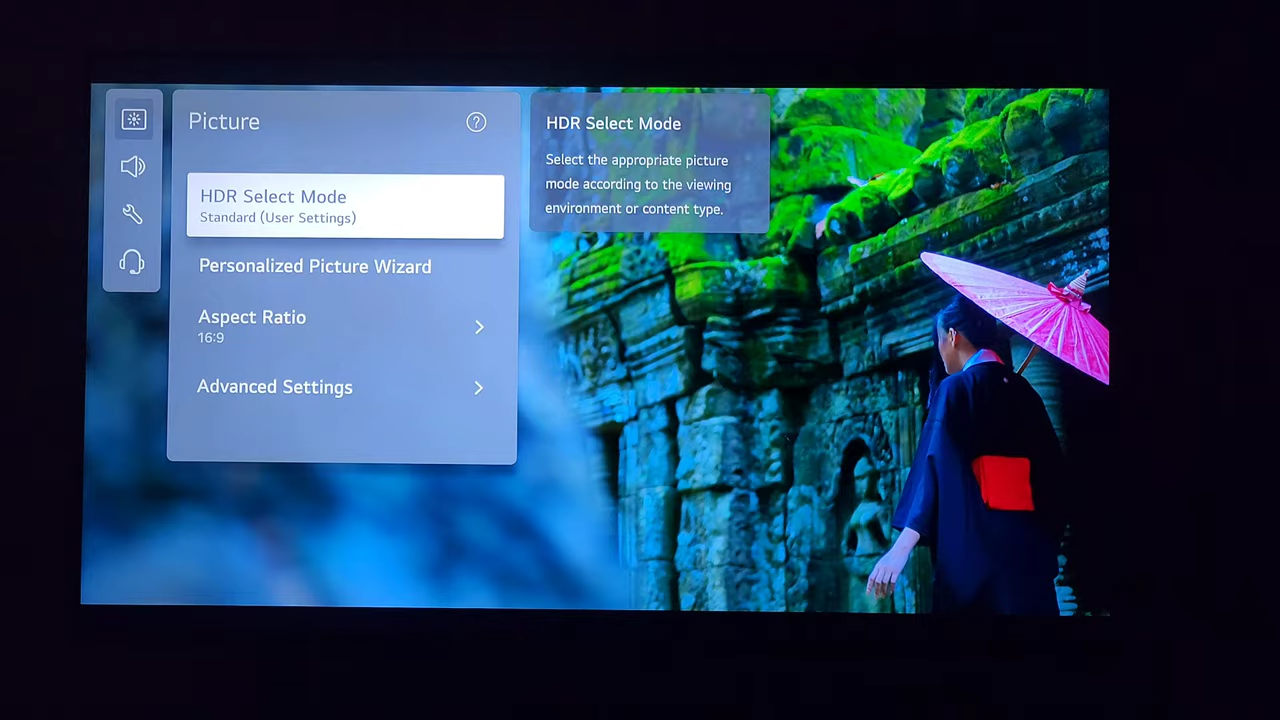 Picture
?
HDR Select Mode
Standard (User Settings)
Personalized Picture Wizard
Aspect Ratio
16:9
Advanced Settings
HDR Select Mode
Select the appropriate picture
mode according to the viewing
environment or content type.